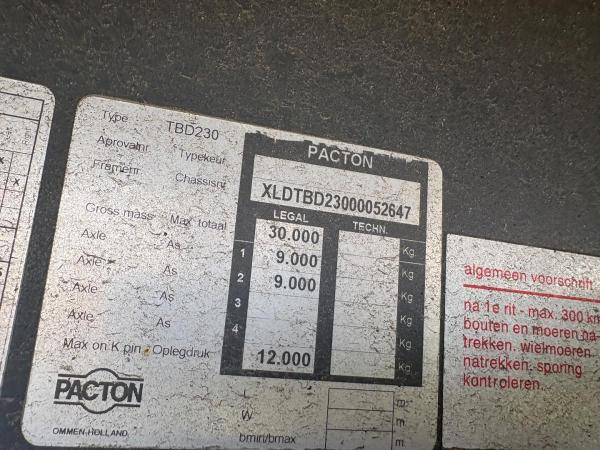 PACTON
Type TBD230
Aprovalnr Typekeur
Framenr Chassisnr XLDTBD23000052647
LEGAL TECHN.
Gross mass Max totaal 30.000 Kg
Axle As 1 9.000 Kg
Axle As 2 9.000 Kg
Axle As 3 Kg
Axle As 4 Kg
Max on K pin Oplegdruk 12.000 Kg
PACTON
OMMEN, HOLLAND
L m
W m
bmin/bmax m
algemeen voorschrift
na 1e rit - max. 300 km
bouten en moeren na-
trekken. wielmoeren
natrekken. sporing
kontroleren.